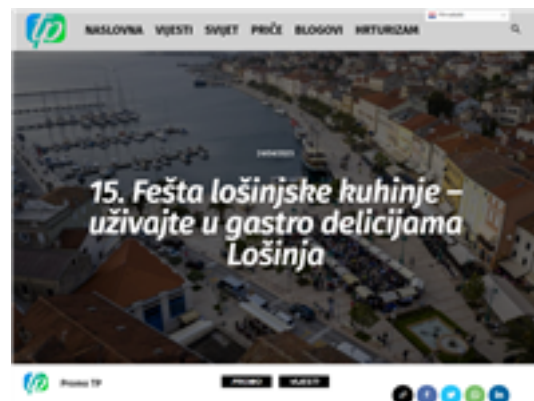 NASLOVNA VIJESTI SVIJET PRIČE BLOGOVI HRTURIZAM
15. Fešta lošinjske kuhinje –
uživajte u gastro delicijama
Lošinja
Promo TP
PROMO VIJESTI